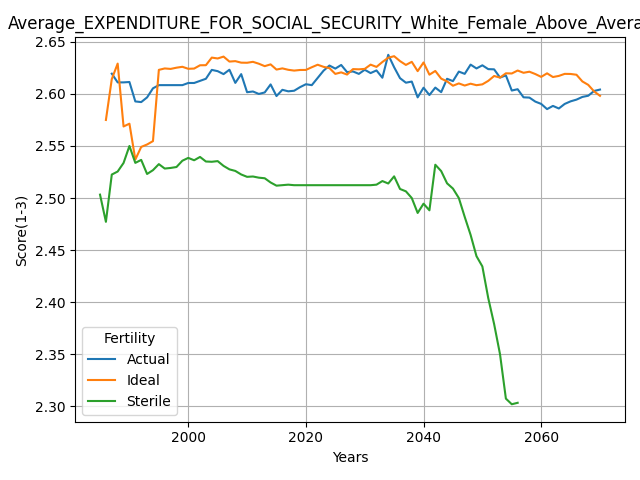 Average_EXPENDITURE_FOR_SOCIAL_SECURITY_White_Female_Above_Avera
2.65
2.60
2.55
2.50
2.45
2.40
2.35
2.30
Score(1-3)
Fertility
Actual
Ideal
Sterile
2000
2020
2040
2060
Years